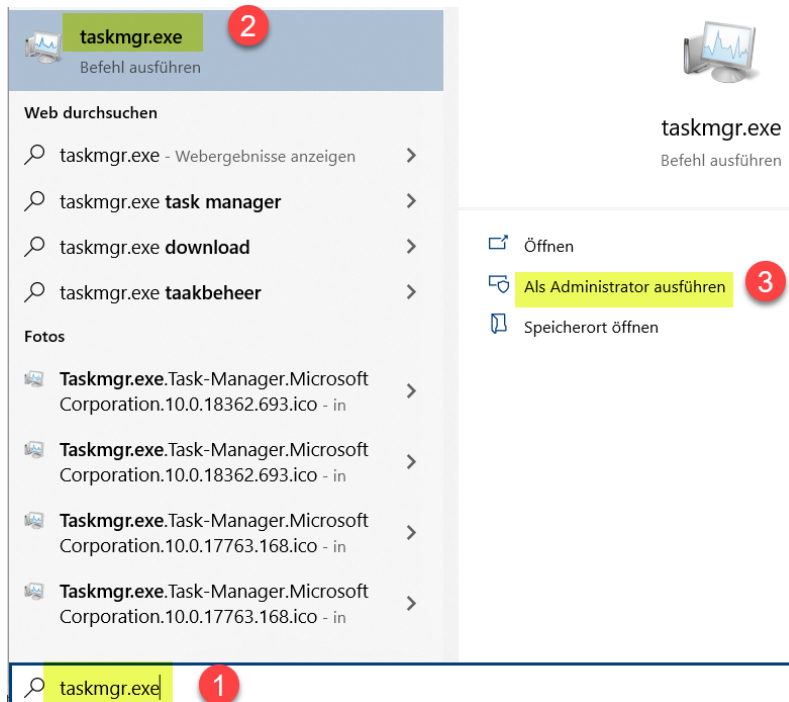 taskmgr.exe
2
Befehl ausführen
Web durchsuchen
taskmgr.exe - Webergebnisse anzeigen
taskmgr.exe task manager
taskmgr.exe download
taskmgr.exe taakbeheer
Fotos
Taskmgr.exe.Task-Manager.Microsoft
Corporation.10.0.18362.693.ico - in
Taskmgr.exe.Task-Manager.Microsoft
Corporation.10.0.18362.693.ico - in
Taskmgr.exe.Task-Manager.Microsoft
Corporation.10.0.17763.168.ico - in
Taskmgr.exe.Task-Manager.Microsoft
Corporation.10.0.17763.168.ico - in
taskmgr.exe
1
taskmgr.exe
Befehl ausführen
Öffnen
Als Administrator ausführen
3
Speicherort öffnen